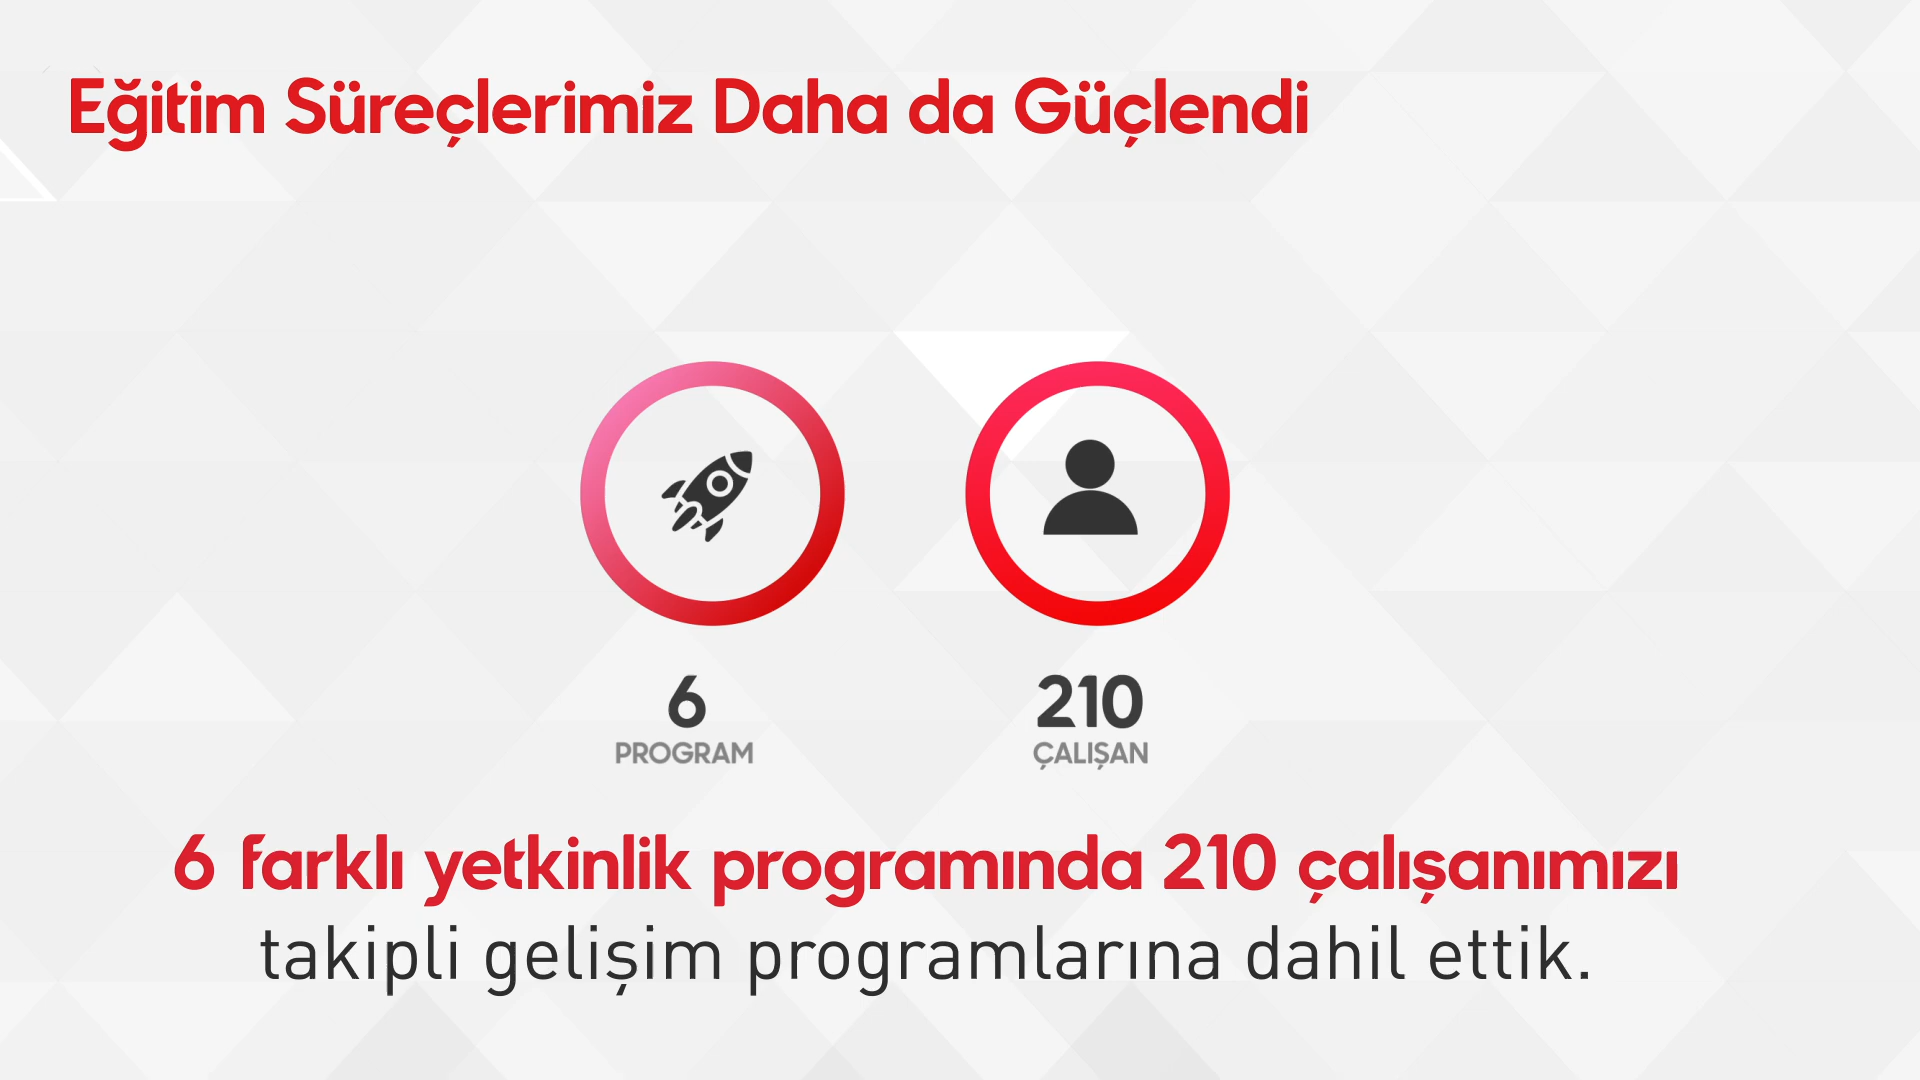 Eğitim Süreçlerimiz Daha da Güçlendi
6
PROGRAM
210
ÇALIŞAN
6 farklı yetkinlik programında 210 çalışanımızı
takipli gelişim programlarına dahil ettik.